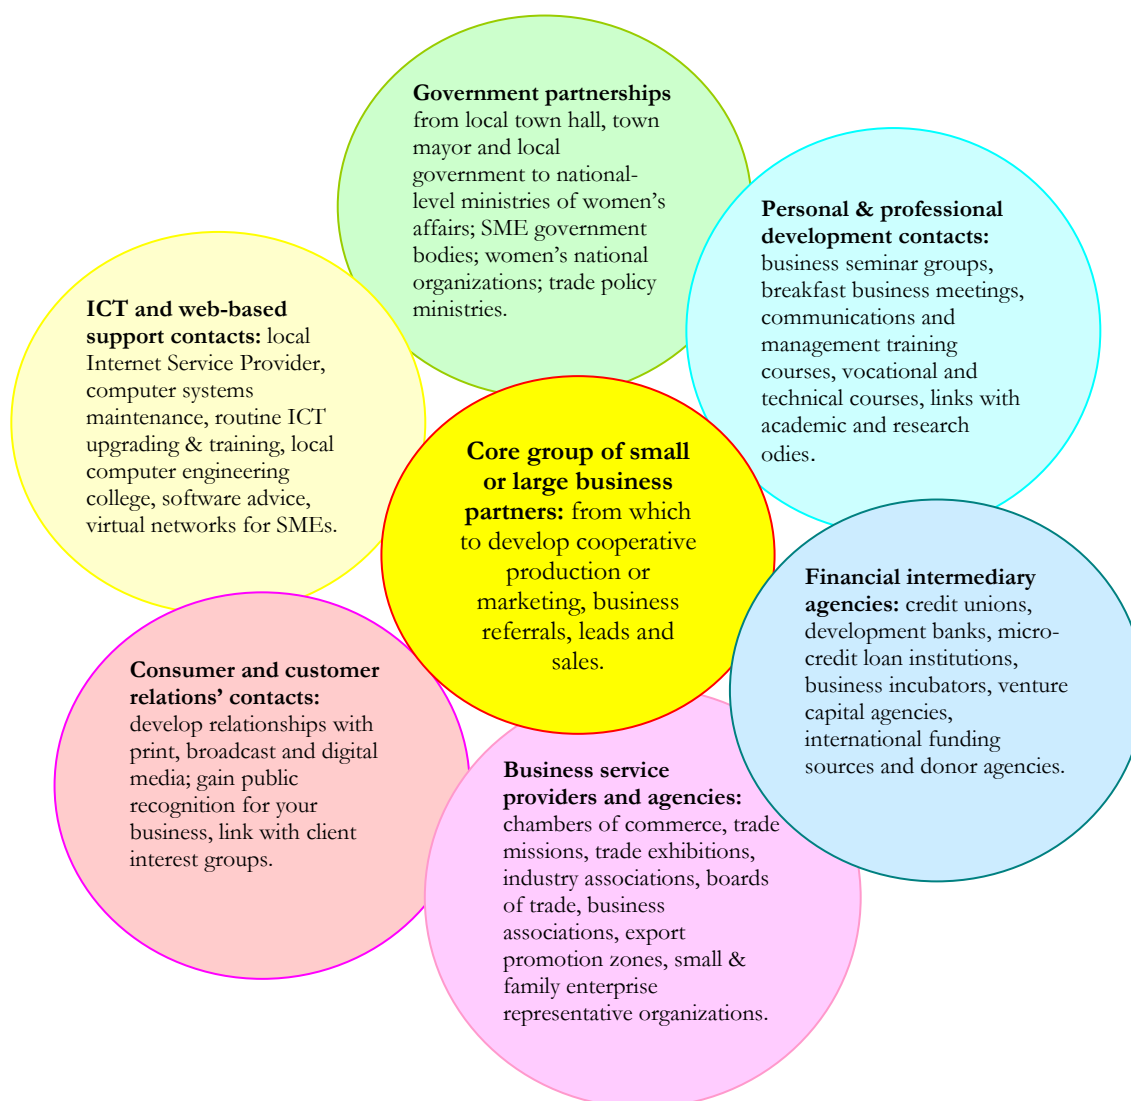 Government partnerships
from local town hall, town
mayor and local
government to national-
level ministries of women’s
affairs; SME government
bodies; women’s national
organizations; trade policy
ministries.
Personal & professional
development contacts:
business seminar groups,
breakfast business meetings,
communications and
management training
courses, vocational and
technical courses, links with
academic and research
odies.
ICT and web-based
support contacts: local
Internet Service Provider,
computer systems
maintenance, routine ICT
upgrading & training, local
computer engineering
college, software advice,
virtual networks for SMEs.
Core group of small
or large business
partners: from which
to develop cooperative
production or
marketing, business
referrals, leads and
sales.
Financial intermediary
agencies: credit unions,
development banks, micro-
credit loan institutions,
business incubators, venture
capital agencies,
international funding
sources and donor agencies.
Consumer and customer
relations’ contacts:
develop relationships with
print, broadcast and digital
media; gain public
recognition for your
business, link with client
interest groups.
Business service
providers and agencies:
chambers of commerce, trade
missions, trade exhibitions,
industry associations, boards
of trade, business
associations, export
promotion zones, small &
family enterprise
representative organizations.